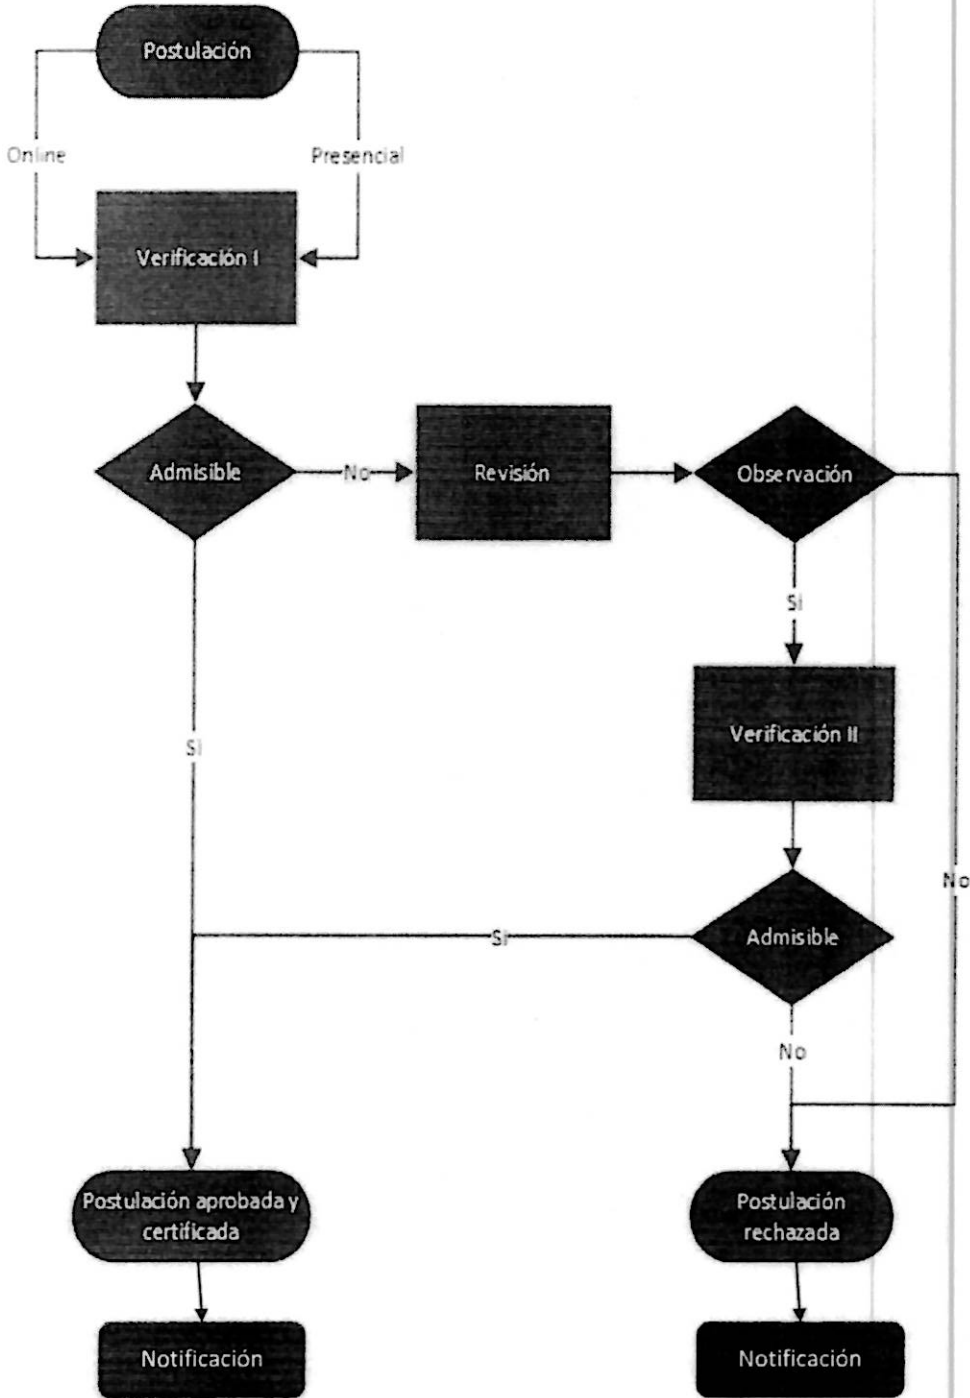 Postulación
Online
Presencial
Verificación I
Admisible
No
Revisión
Observación
Si
Verificación II
Si
No
Admisible
Si
No
Postulación aprobada y
certificada
Postulación
rechazada
Notificación
Notificación